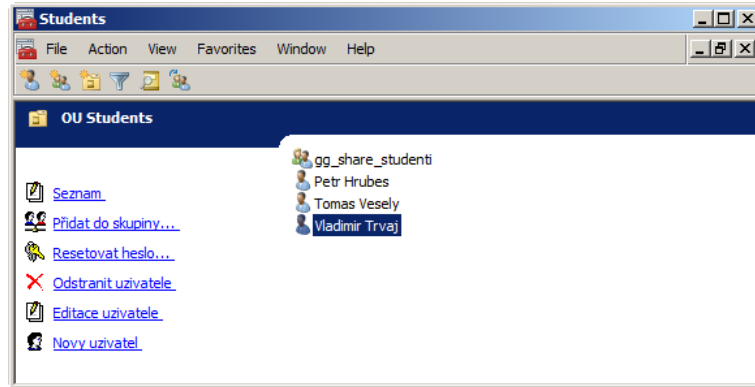 Students
File Action View Favorites Window Help
OU Students
gg_share_studenti
Petr Hrubes
Tomas Vesely
Vladimir Trvaj
Seznam
Přidat do skupiny...
Resetovat heslo...
Odstranit uzivatele
Editace uzivatele
Novy uzivatel